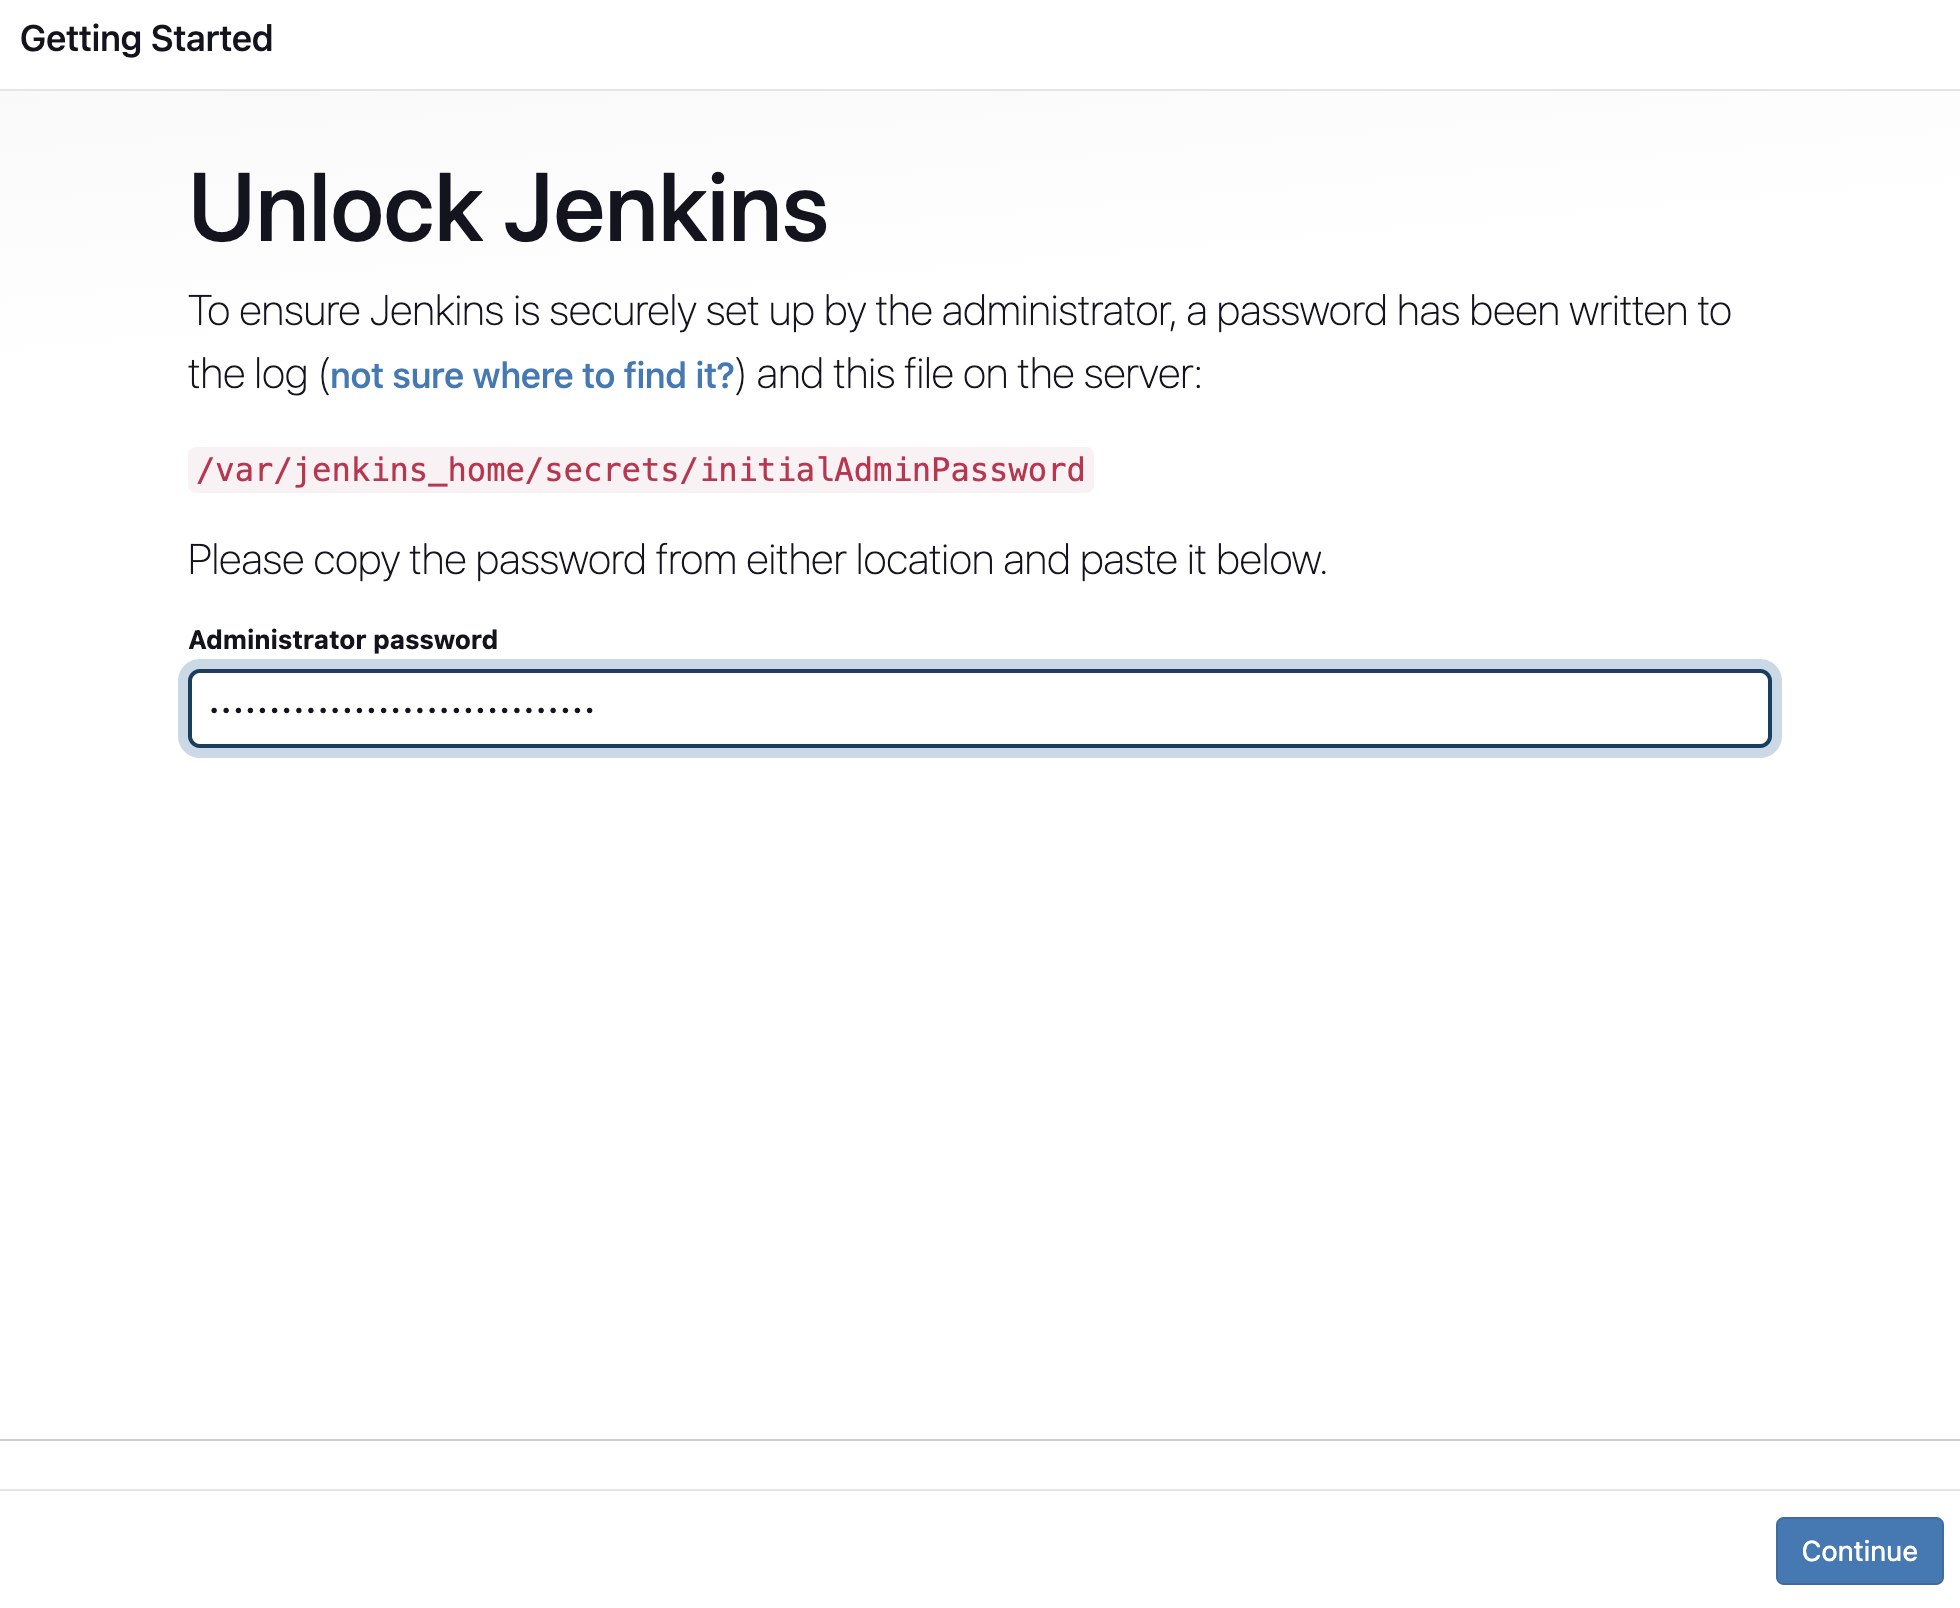 Getting Started
Unlock Jenkins
To ensure Jenkins is securely set up by the administrator, a password has been written to
the log (not sure where to find it?) and this file on the server:
/var/jenkins_home/secrets/initialAdminPassword
Please copy the password from either location and paste it below.
Administrator password
••••••••••••••••••••••••••••••••
Continue